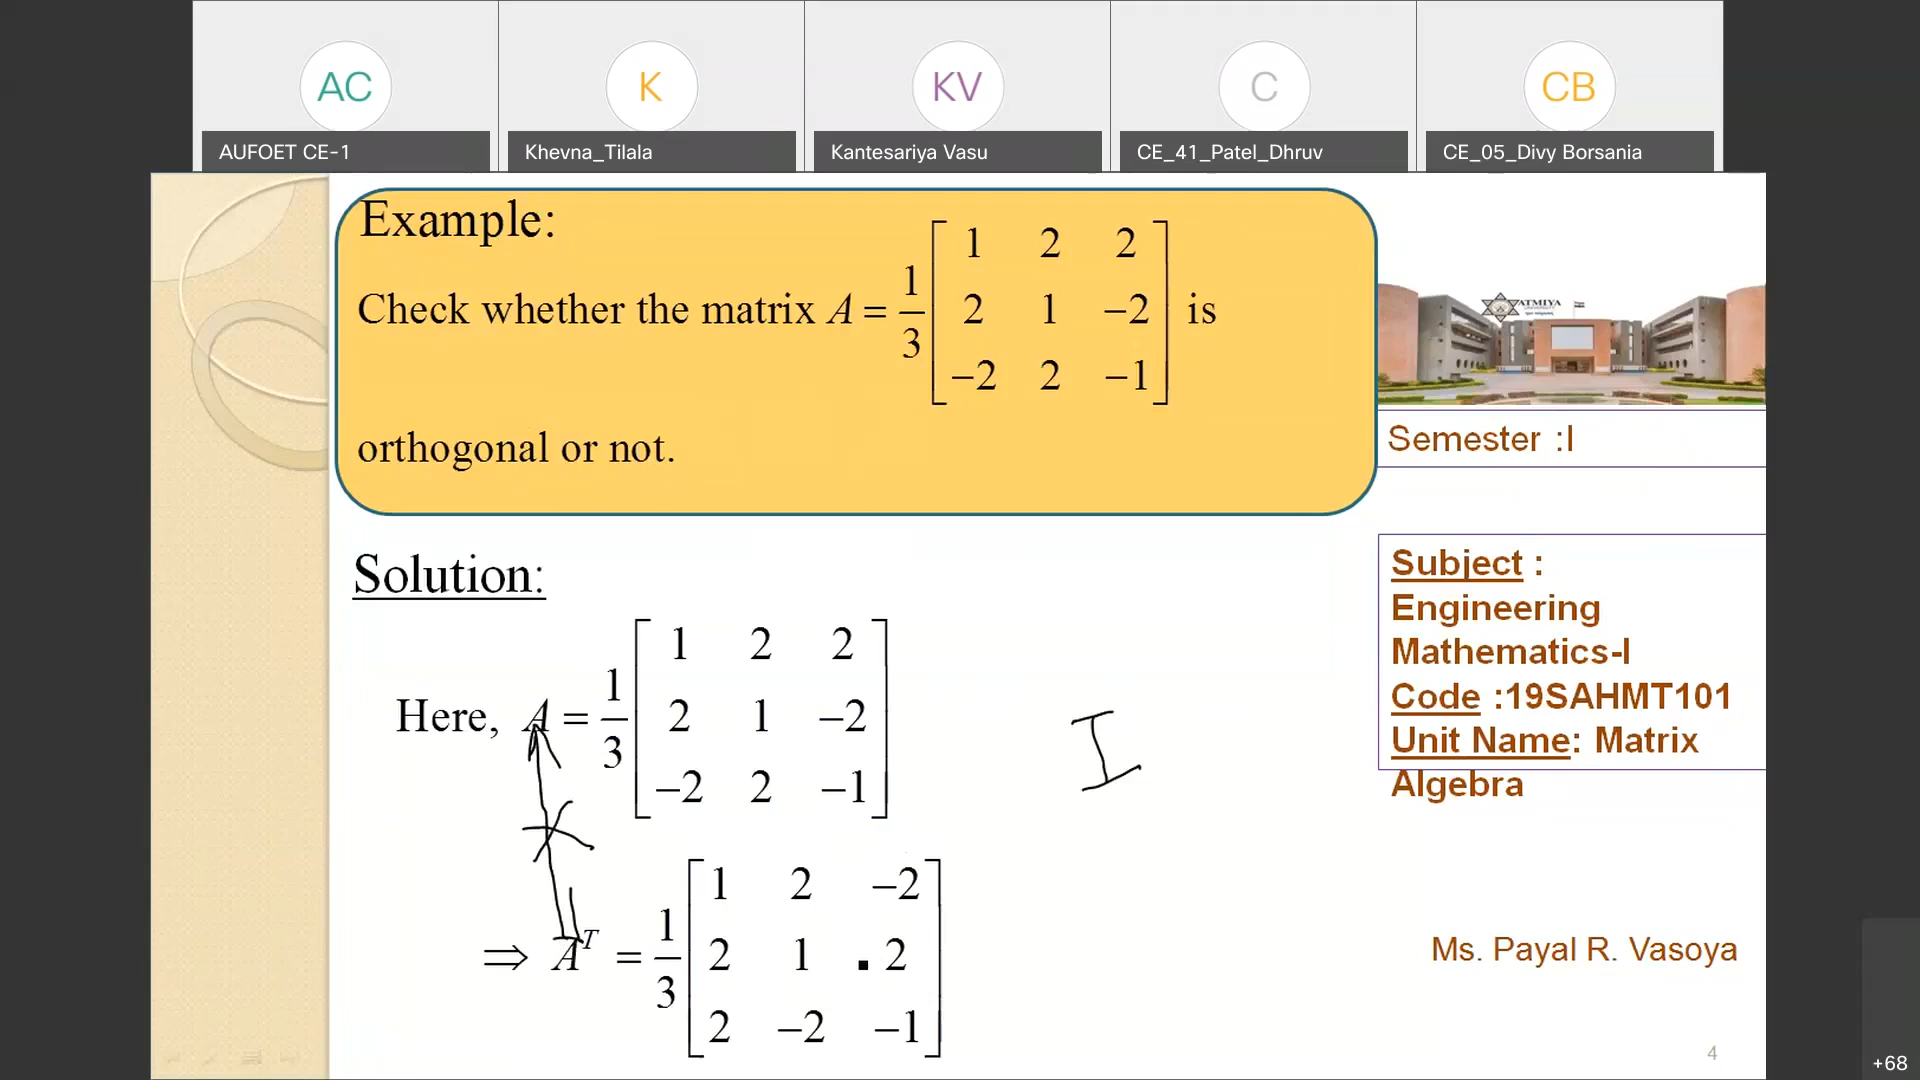 AC
K
KV
C
CB
AUFOET CE-1
Khevna_Tilala
Kantesariya Vasu
CE_41_Patel_Dhruv
CE_05_Divy Borsania
Example:
Check whether the matrix A = 1/3 [ 1 2 2
2 1 −2
−2 2 −1 ] is
orthogonal or not.
ATMIYA
UNIVERSITY
Semester :I
Solution:
Here, A = 1/3 [ 1 2 2
2 1 −2
−2 2 −1 ]
I
⇒ A^T = 1/3 [ 1 2 −2
2 1 2
2 −2 −1 ]
Subject :
Engineering
Mathematics-I
Code :19SAHMT101
Unit Name: Matrix
Algebra
Ms. Payal R. Vasoya
4
+68